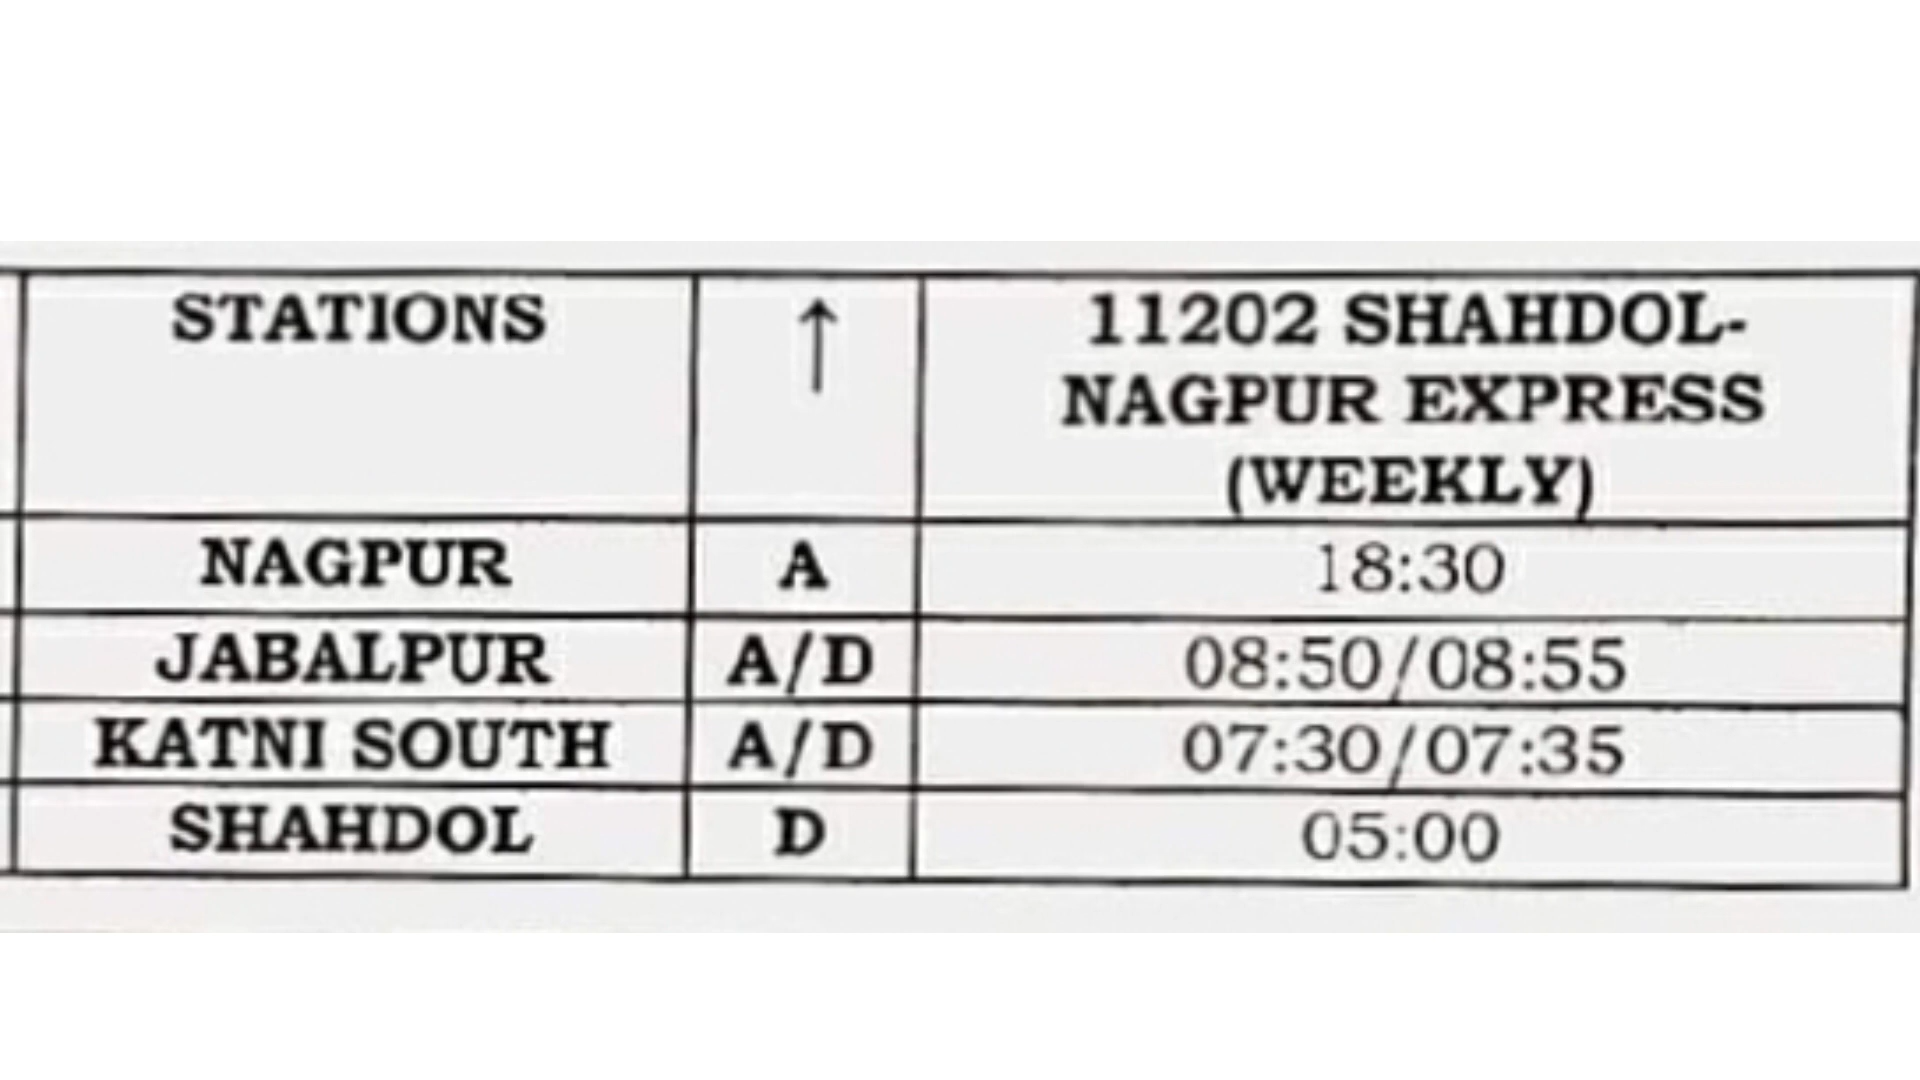 STATIONS ↑ 11202 SHAHDOL-
NAGPUR EXPRESS
(WEEKLY)
NAGPUR A 18:30
JABALPUR A/D 08:50/08:55
KATNI SOUTH A/D 07:30/07:35
SHAHDOL D 05:00